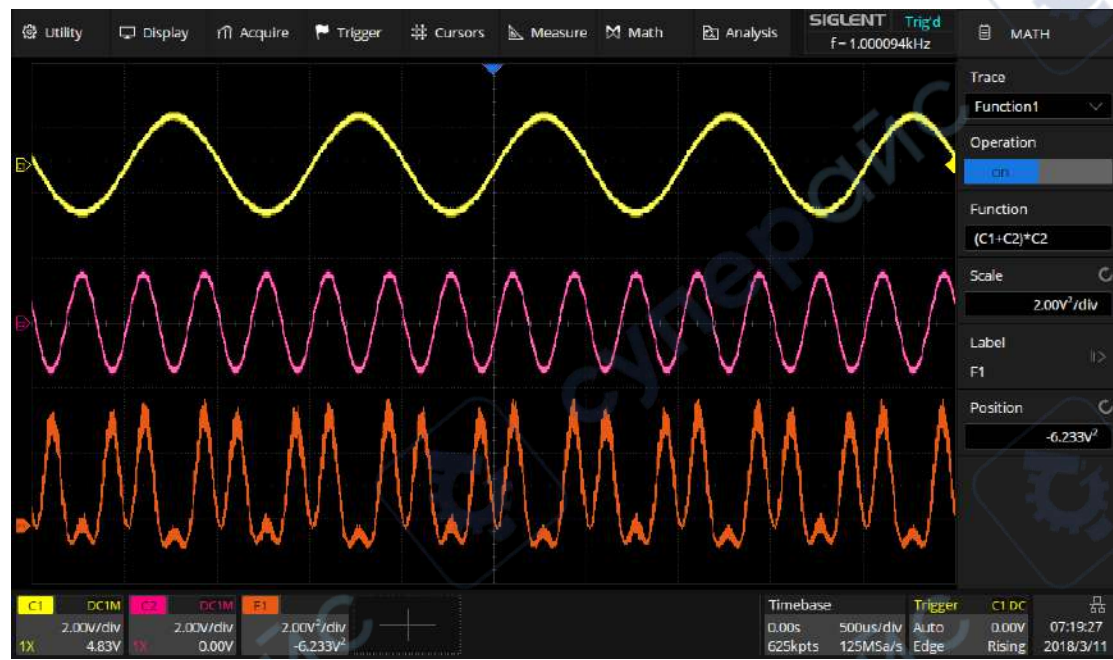 Utility Display Acquire Trigger Cursors Measure Math Analysis SIGLENT Trig'd
f = 1.000094kHz
MATH
Trace
Function1
Operation
on
Function
(C1+C2)*C2
Scale
2.00V²/div
Label
F1
Position
-6.233V²
C1 DC1M
2.00V/div
1X 4.83V
C2 DC1M
2.00V/div
1X 0.00V
F1
2.00V²/div
-6.233V²
Timebase
0.00s 500us/div
625kpts 125MSa/s
Trigger C1 DC
Auto 0.00V
Edge Rising
07:19:27
2018/3/11
суперайс